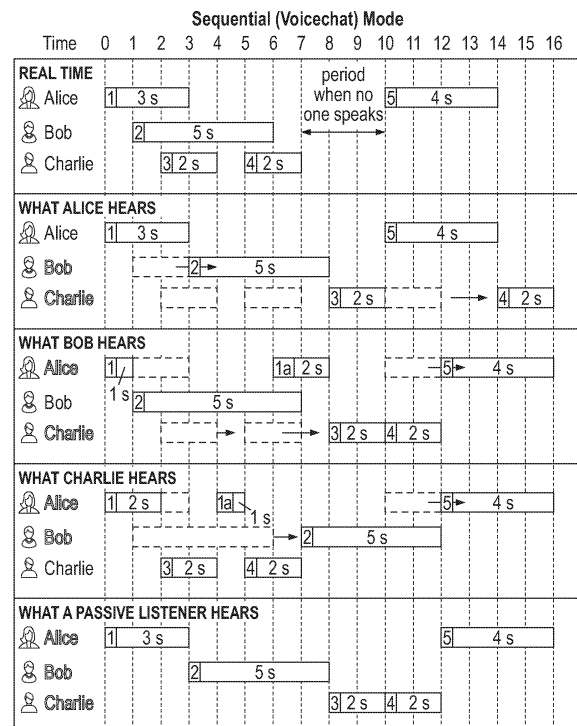 Sequential (Voicechat) Mode
Time 0 1 2 3 4 5 6 7 8 9 10 11 12 13 14 15 16
REAL TIME
period
when no
one speaks
Alice 1 3 s 5 4 s
Bob 2 5 s
Charlie 3 2 s 4 2 s
WHAT ALICE HEARS
Alice 1 3 s 5 4 s
Bob 2 5 s
Charlie 3 2 s 4 2 s
WHAT BOB HEARS
Alice 1 1a 2 s 5 4 s
1 s
Bob 2 5 s
Charlie 3 2 s 4 2 s
WHAT CHARLIE HEARS
Alice 1 2 s 1a 5 4 s
1 s
Bob 2 5 s
Charlie 3 2 s 4 2 s
WHAT A PASSIVE LISTENER HEARS
Alice 1 3 s 5 4 s
Bob 2 5 s
Charlie 3 2 s 4 2 s